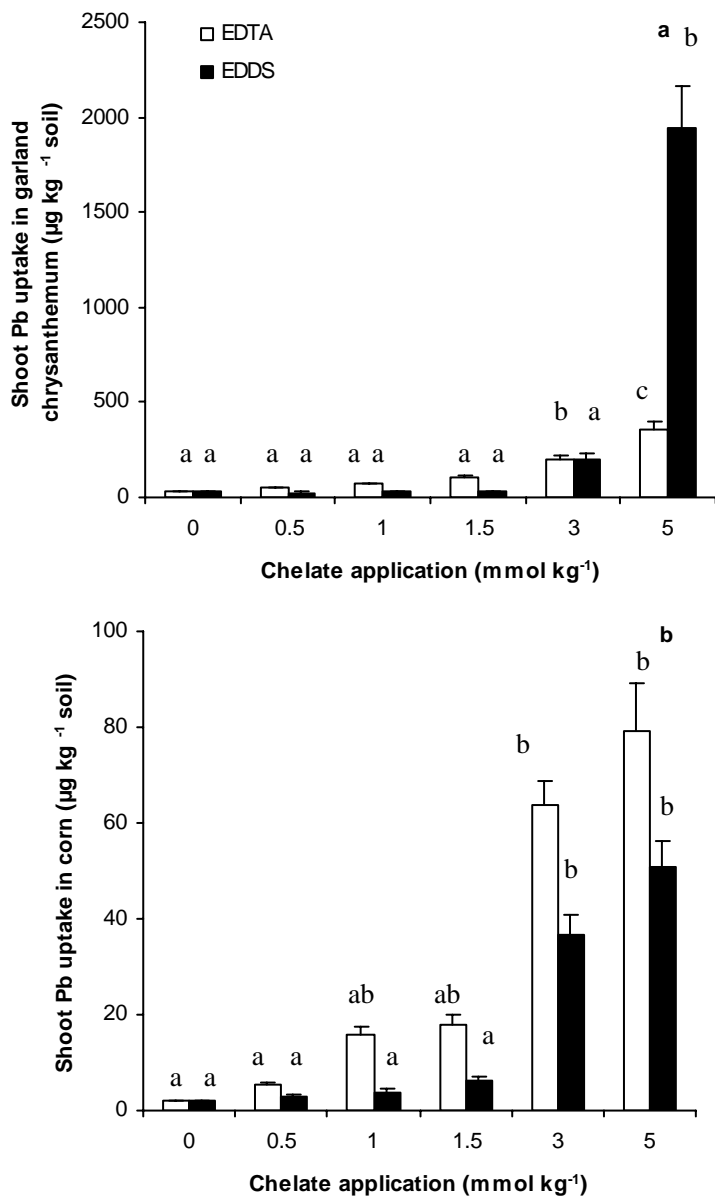 2500
a
b
EDTA
EDDS
2000
1500
1000
500
0
Shoot Pb uptake in garland
chrysanthemum (µg kg ⁻¹ soil)
a a
a a
a a
a a
b a
c
0 0.5 1 1.5 3 5
Chelate application (mmol kg⁻¹)
100
b
80
60
40
20
0
Shoot Pb uptake in corn (µg kg ⁻¹ soil)
a a
a a
ab a
ab a
b b
b b
0 0.5 1 1.5 3 5
Chelate application (mmol kg⁻¹)